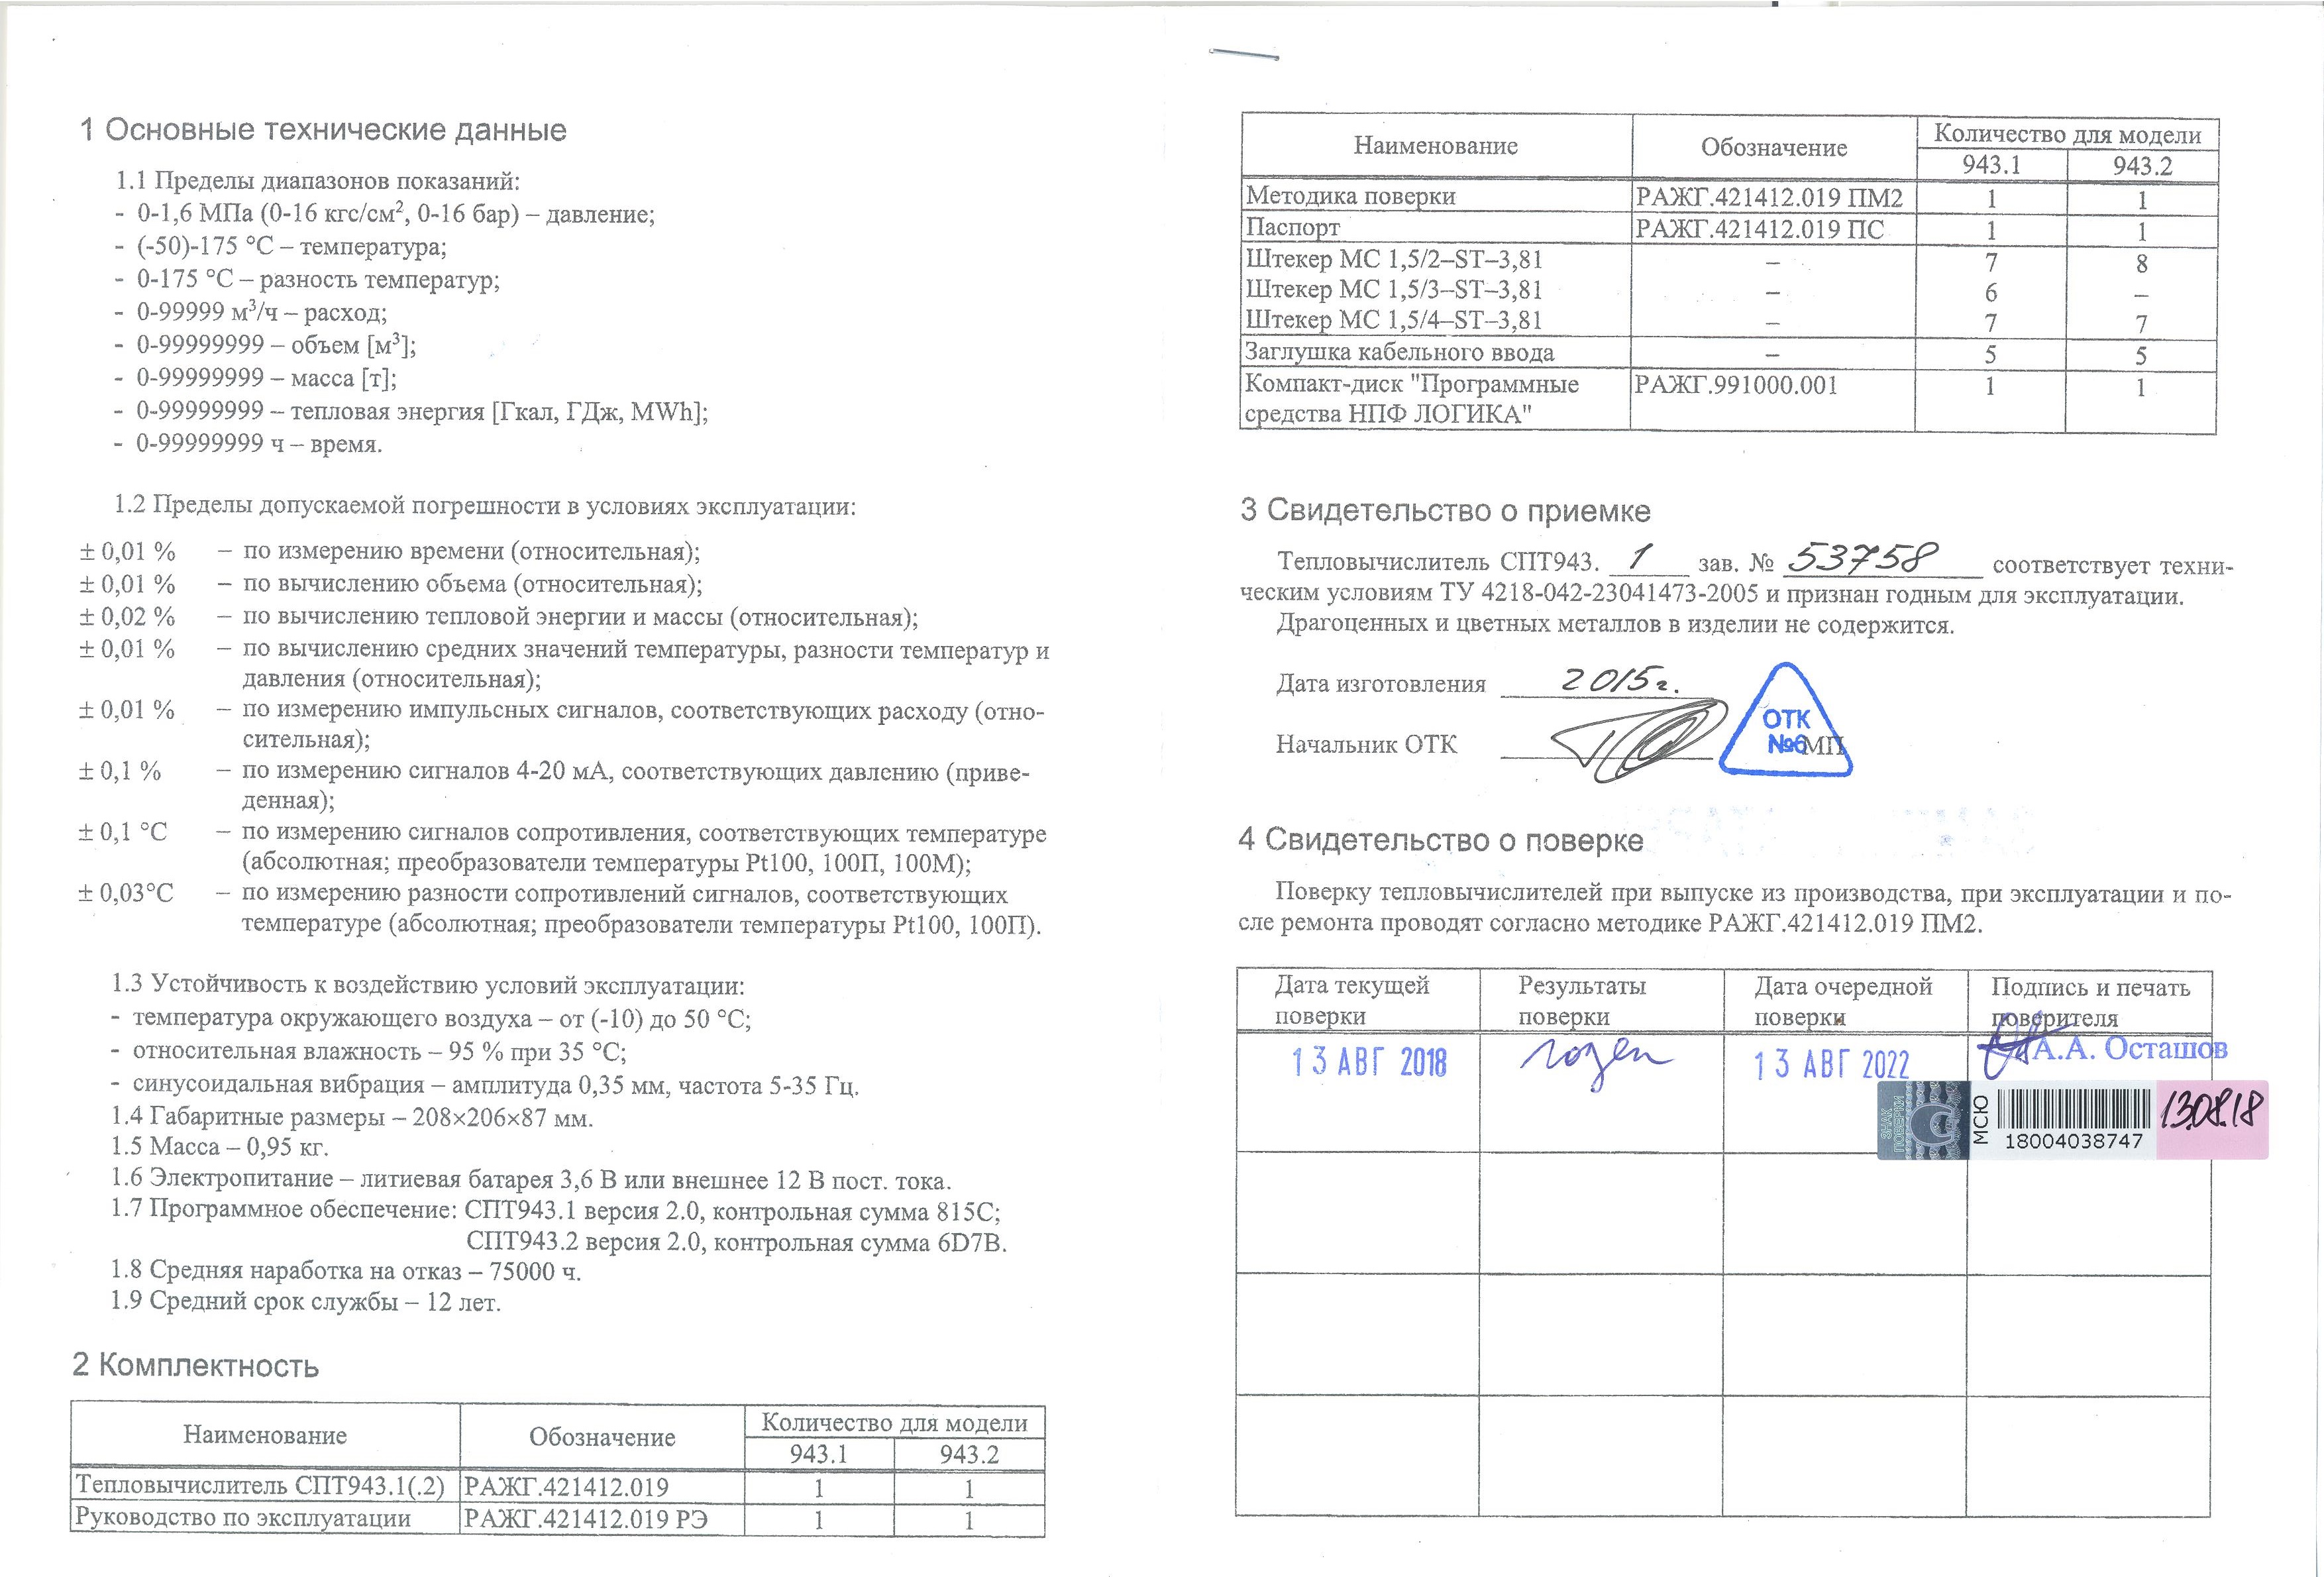 1 Основные технические данные
1.1 Пределы диапазонов показаний:
- 0-1,6 МПа (0-16 кгс/см², 0-16 бар) – давление;
- (-50)-175 °С – температура;
- 0-175 °С – разность температур;
- 0-99999 м³/ч – расход;
- 0-99999999 – объем [м³];
- 0-99999999 – масса [т];
- 0-99999999 – тепловая энергия [Гкал, ГДж, MWh];
- 0-99999999 ч – время.
1.2 Пределы допускаемой погрешности в условиях эксплуатации:
± 0,01 % – по измерению времени (относительная);
± 0,01 % – по вычислению объема (относительная);
± 0,02 % – по вычислению тепловой энергии и массы (относительная);
± 0,01 % – по вычислению средних значений температуры, разности температур и
давления (относительная);
± 0,01 % – по измерению импульсных сигналов, соответствующих расходу (отно-
сительная);
± 0,1 % – по измерению сигналов 4-20 мА, соответствующих давлению (приве-
денная);
± 0,1 °С – по измерению сигналов сопротивления, соответствующих температуре
(абсолютная; преобразователи температуры Pt100, 100П, 100М);
± 0,03°С – по измерению разности сопротивлений сигналов, соответствующих
температуре (абсолютная; преобразователи температуры Pt100, 100П).
1.3 Устойчивость к воздействию условий эксплуатации:
- температура окружающего воздуха – от (-10) до 50 °С;
- относительная влажность – 95 % при 35 °С;
- синусоидальная вибрация – амплитуда 0,35 мм, частота 5-35 Гц.
1.4 Габаритные размеры – 208×206×87 мм.
1.5 Масса – 0,95 кг.
1.6 Электропитание – литиевая батарея 3,6 В или внешнее 12 В пост. тока.
1.7 Программное обеспечение: СПТ943.1 версия 2.0, контрольная сумма 815С;
СПТ943.2 версия 2.0, контрольная сумма 6D7B.
1.8 Средняя наработка на отказ – 75000 ч.
1.9 Средний срок службы – 12 лет.
2 Комплектность
Наименование Обозначение Количество для модели
943.1 943.2
Тепловычислитель СПТ943.1(.2) РАЖГ.421412.019 1 1
Руководство по эксплуатации РАЖГ.421412.019 РЭ 1 1
Наименование Обозначение Количество для модели
943.1 943.2
Методика поверки РАЖГ.421412.019 ПМ2 1 1
Паспорт РАЖГ.421412.019 ПС 1 1
Штекер МС 1,5/2–ST–3,81 – 7 8
Штекер МС 1,5/3–ST–3,81 – 6 –
Штекер МС 1,5/4–ST–3,81 – 7 7
Заглушка кабельного ввода – 5 5
Компакт-диск "Программные РАЖГ.991000.001 1 1
средства НПФ ЛОГИКА"
3 Свидетельство о приемке
Тепловычислитель СПТ943. 1 зав. № 53758 соответствует техни-
ческим условиям ТУ 4218-042-23041473-2005 и признан годным для эксплуатации.
Драгоценных и цветных металлов в изделии не содержится.
Дата изготовления 2015г.
Начальник ОТК
ОТК
№6 МП
4 Свидетельство о поверке
Поверку тепловычислителей при выпуске из производства, при эксплуатации и по-
сле ремонта проводят согласно методике РАЖГ.421412.019 ПМ2.
Дата текущей Результаты Дата очередной Подпись и печать
поверки поверки поверки поверителя
13 АВГ 2018 годен 13 АВГ 2022 А.А. Осташов
ЗНАК
ПОВЕРКИ
МСЮ
18004038747
13.08.18